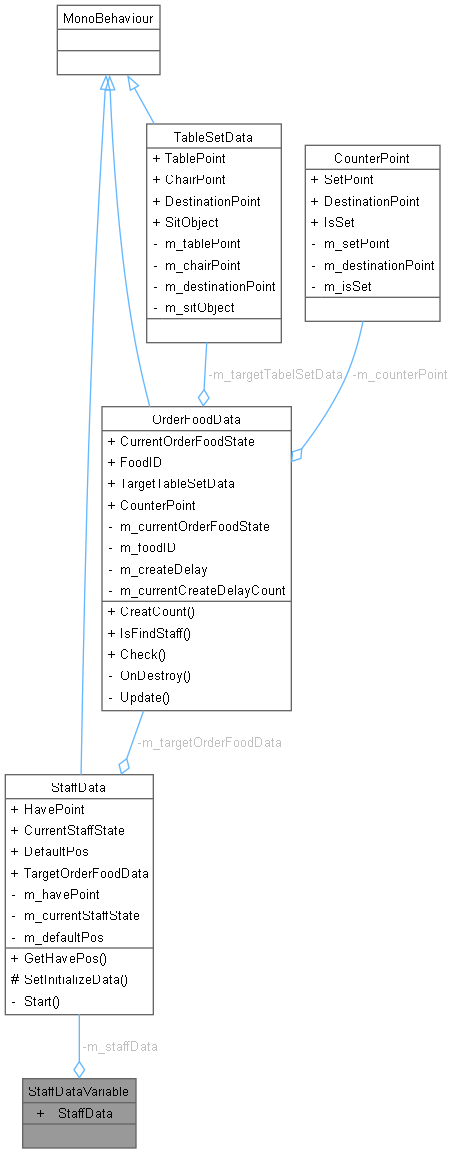 MonoBehaviour
TableSetData
+ TablePoint
+ ChairPoint
+ DestinationPoint
+ SitObject
- m_tablePoint
- m_chairPoint
- m_destinationPoint
- m_sitObject
CounterPoint
+ SetPoint
+ DestinationPoint
+ IsSet
- m_setPoint
- m_destinationPoint
- m_isSet
-m_targetTabelSetData
-m_counterPoint
OrderFoodData
+ CurrentOrderFoodState
+ FoodID
+ TargetTableSetData
+ CounterPoint
- m_currentOrderFoodState
- m_foodID
- m_createDelay
- m_currentCreateDelayCount
+ CreatCount()
+ IsFindStaff()
+ Check()
- OnDestroy()
- Update()
-m_targetOrderFoodData
StaffData
+ HavePoint
+ CurrentStaffState
+ DefaultPos
+ TargetOrderFoodData
- m_havePoint
- m_currentStaffState
- m_defaultPos
+ GetHavePos()
# SetInitializeData()
- Start()
-m_staffData
StaffDataVariable
+ StaffData